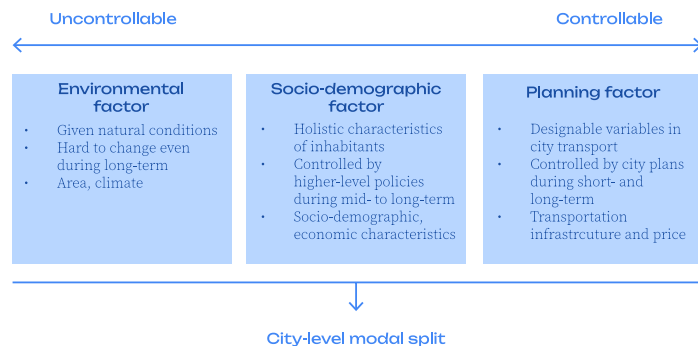 Uncontrollable
Controllable
Environmental
factor
• Given natural conditions
• Hard to change even
during long-term
• Area, climate
Socio-demographic
factor
• Holistic characteristics
of inhabitants
• Controlled by
higher-level policies
during mid- to long-term
• Socio-demographic,
economic characteristics
Planning factor
• Designable variables in
city transport
• Controlled by city plans
during short- and
long-term
• Transportation
infrastrcuture and price
City-level modal split